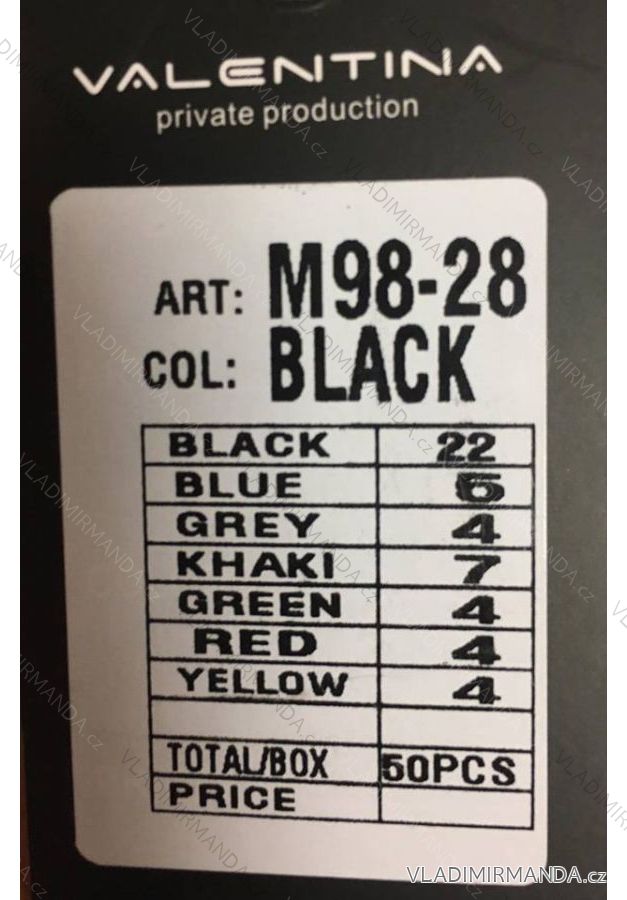 VALENTINA
private production
ART: M98-28
COL: BLACK
BLACK 22
BLUE 5
GREY 4
KHAKI 7
GREEN 4
RED 4
YELLOW 4
TOTAL/BOX 50PCS
PRICE
VLADIMIRMANDA.CZ